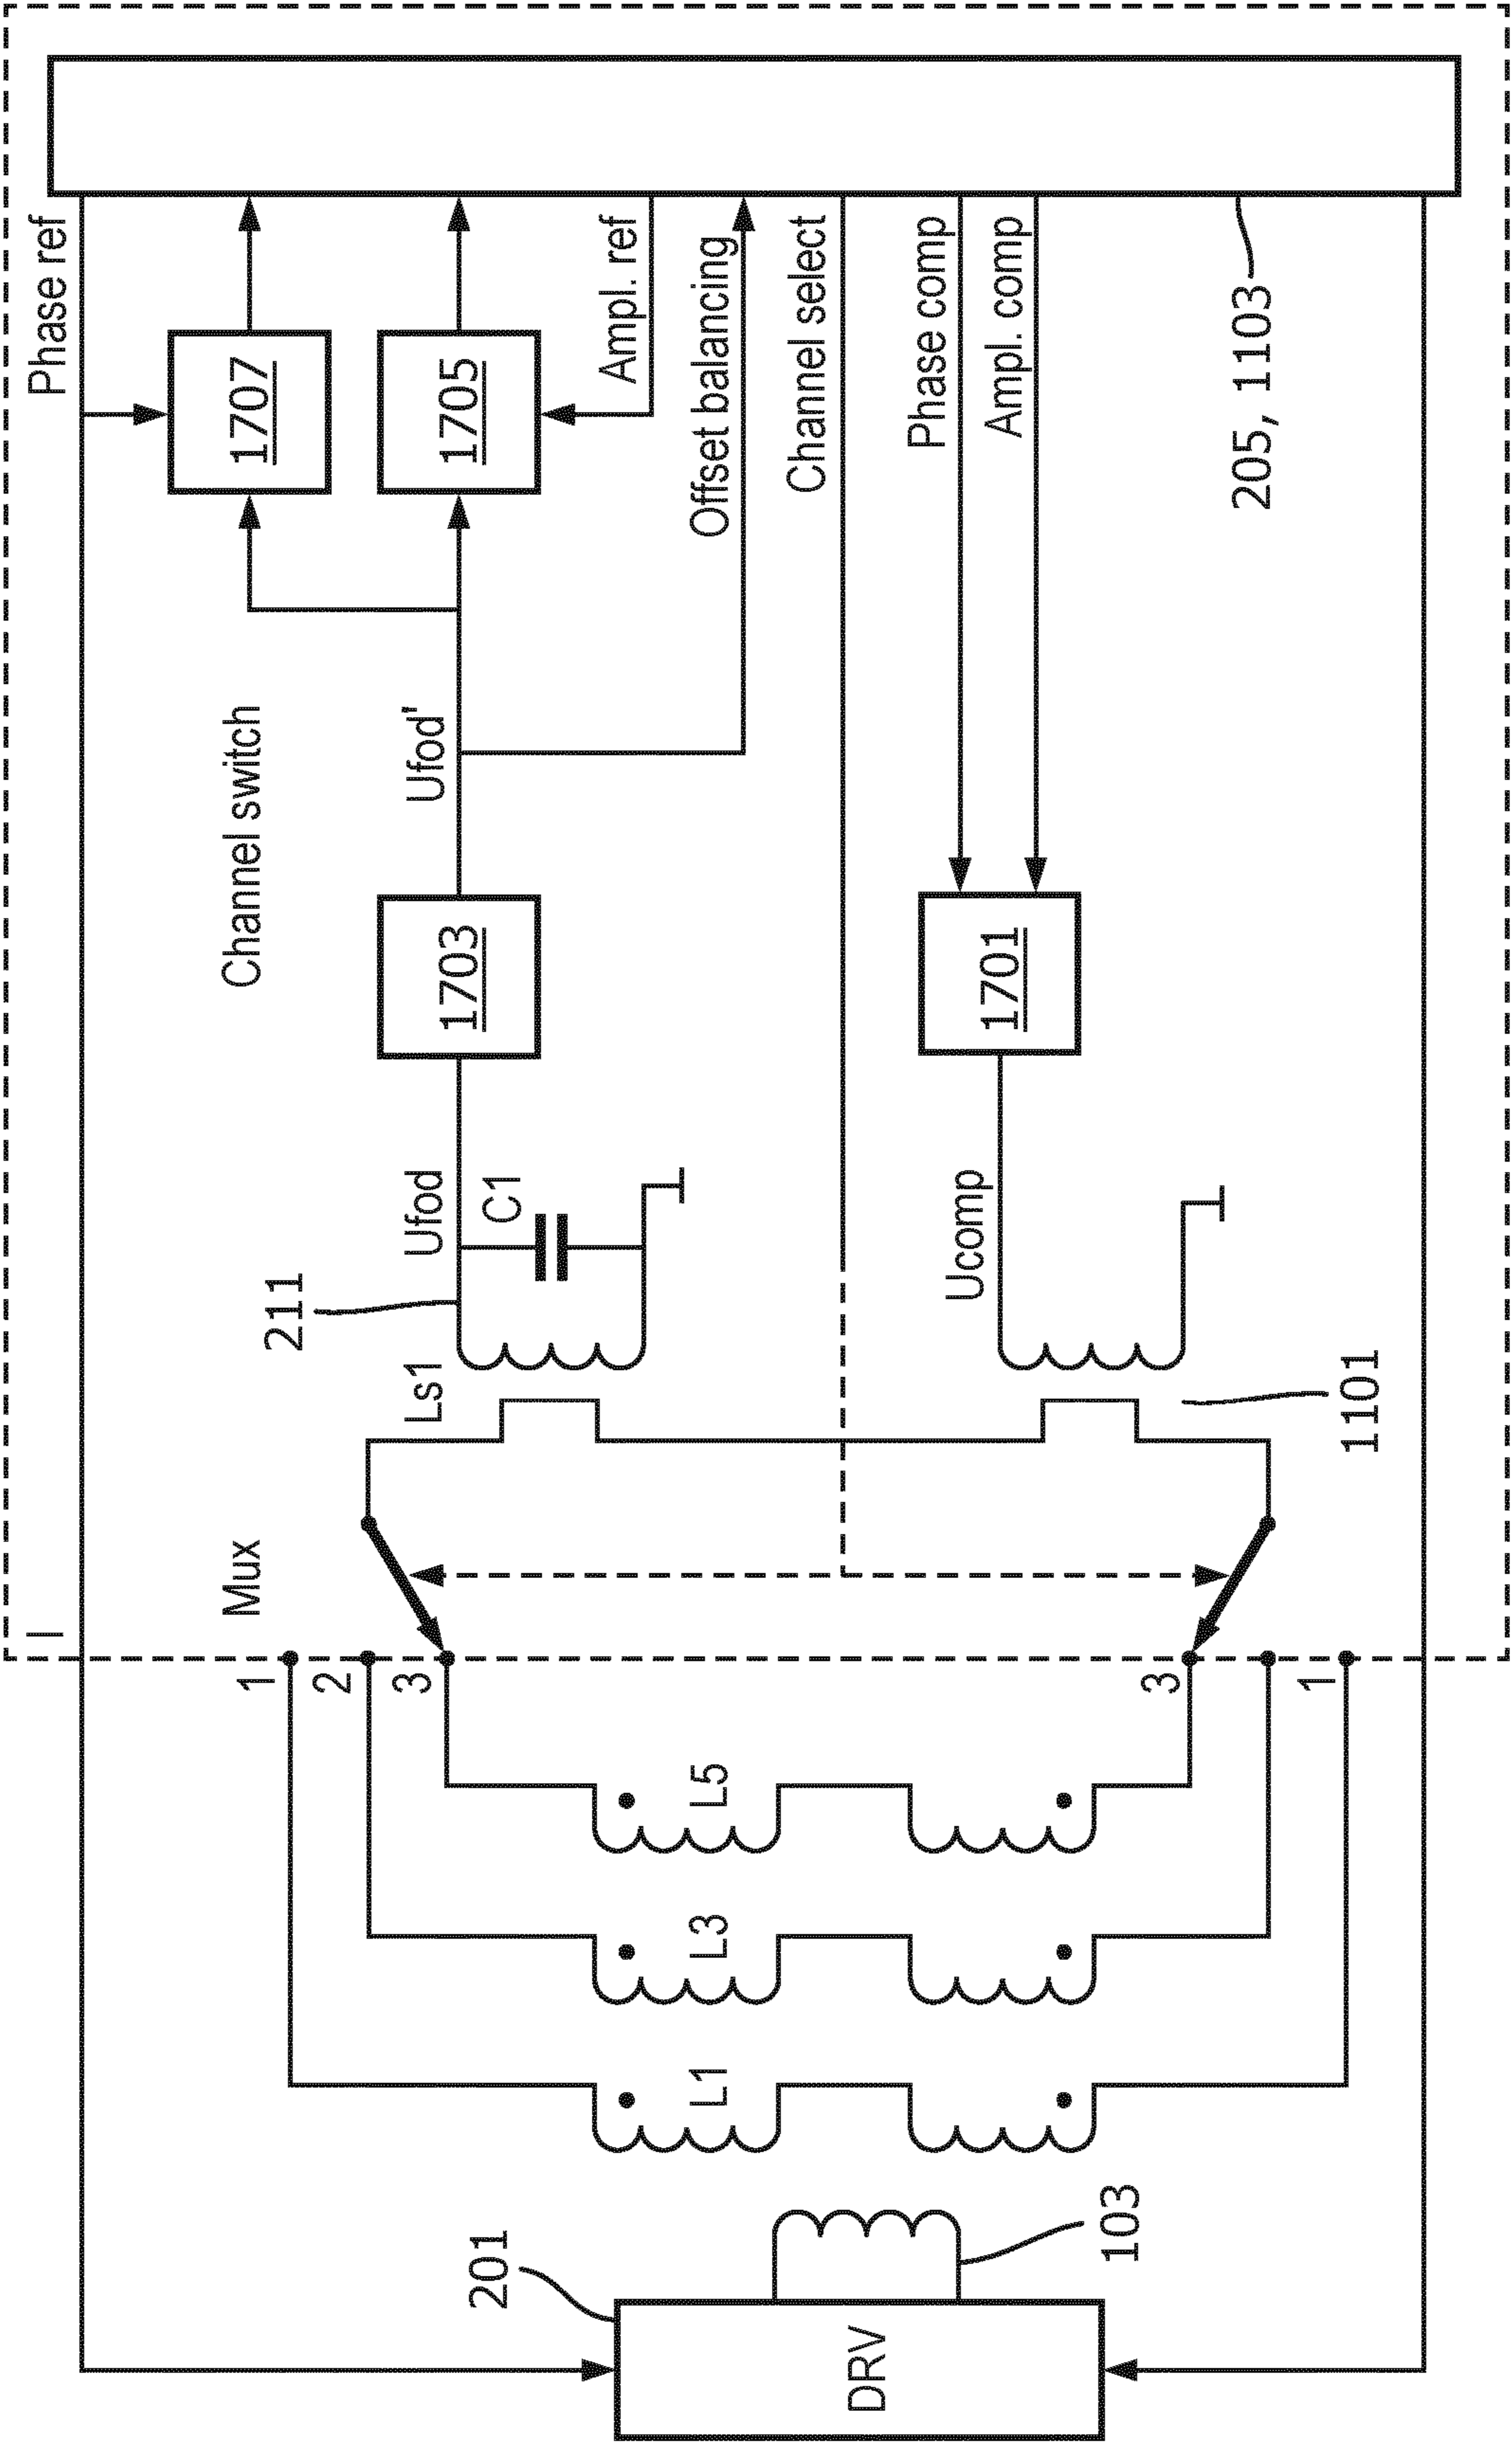 Phase ref
1707
1705
Ampl. ref
Offset balancing
Channel select
Phase comp
Ampl. comp
205, 1103
Channel switch
Ufod'
1703
1701
Ufod
C1
211
Ls1
Ucomp
1101
I
Mux
1
2
3
3
1
L5
L3
L1
201
103
DRV